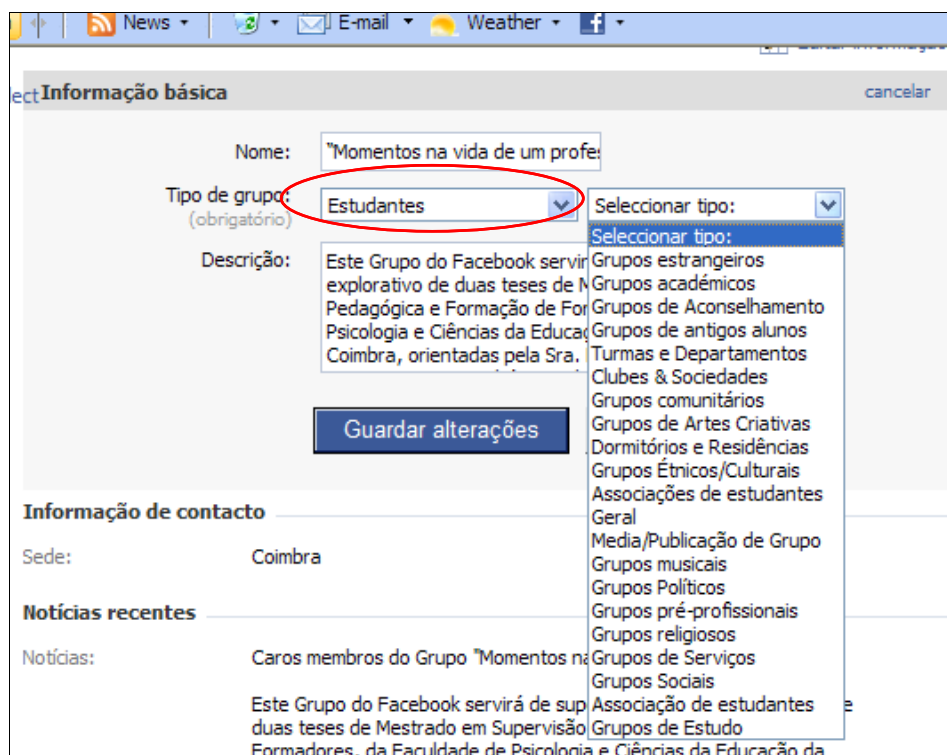 News E-mail Weather
ect Informação básica cancelar
Nome: "Momentos na vida de um profes
Tipo de grupo: Estudantes Seleccionar tipo:
(obrigatório)
Descrição: Este Grupo do Facebook servir
explorativo de duas teses de M
Pedagógica e Formação de For
Psicologia e Ciências da Educaç
Coimbra, orientadas pela Sra.
Seleccionar tipo:
Grupos estrangeiros
Grupos académicos
Grupos de Aconselhamento
Grupos de antigos alunos
Turmas e Departamentos
Clubes & Sociedades
Grupos comunitários
Grupos de Artes Criativas
Dormitórios e Residências
Grupos Étnicos/Culturais
Associações de estudantes
Geral
Media/Publicação de Grupo
Grupos musicais
Grupos Políticos
Grupos pré-profissionais
Grupos religiosos
Grupos de Serviços
Grupos Sociais
Associação de estudantes
Grupos de Estudo
Guardar alterações
Informação de contacto
Sede: Coimbra
Notícias recentes
Notícias: Caros membros do Grupo "Momentos na
Este Grupo do Facebook servirá de sup e
duas teses de Mestrado em Supervisão
Formadores, da Faculdade de Psicologia e Ciências da Educação da